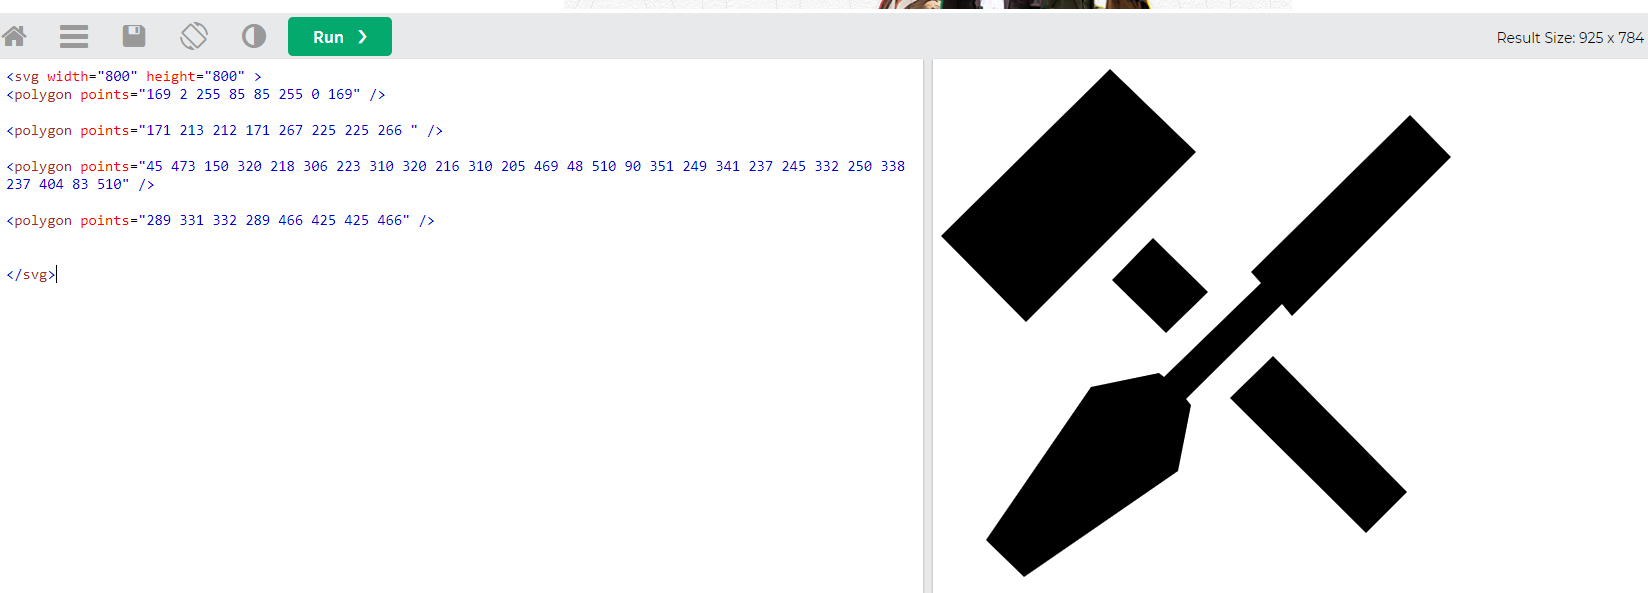 Run ❯
Result Size: 925 x 784
<svg width="800" height="800" >
<polygon points="169 2 255 85 85 255 0 169" />
<polygon points="171 213 212 171 267 225 225 266 " />
<polygon points="45 473 150 320 218 306 223 310 320 216 310 205 469 48 510 90 351 249 341 237 245 332 250 338
237 404 83 510" />
<polygon points="289 331 332 289 466 425 425 466" />
</svg>